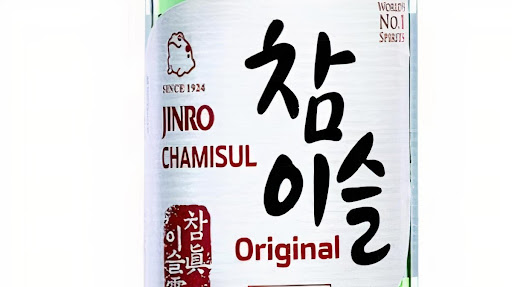 WORLD'S
NO.1
SPIRITS
SINCE 1924
JINRO
CHAMISUL
참
이슬
Original
참眞
이슬露